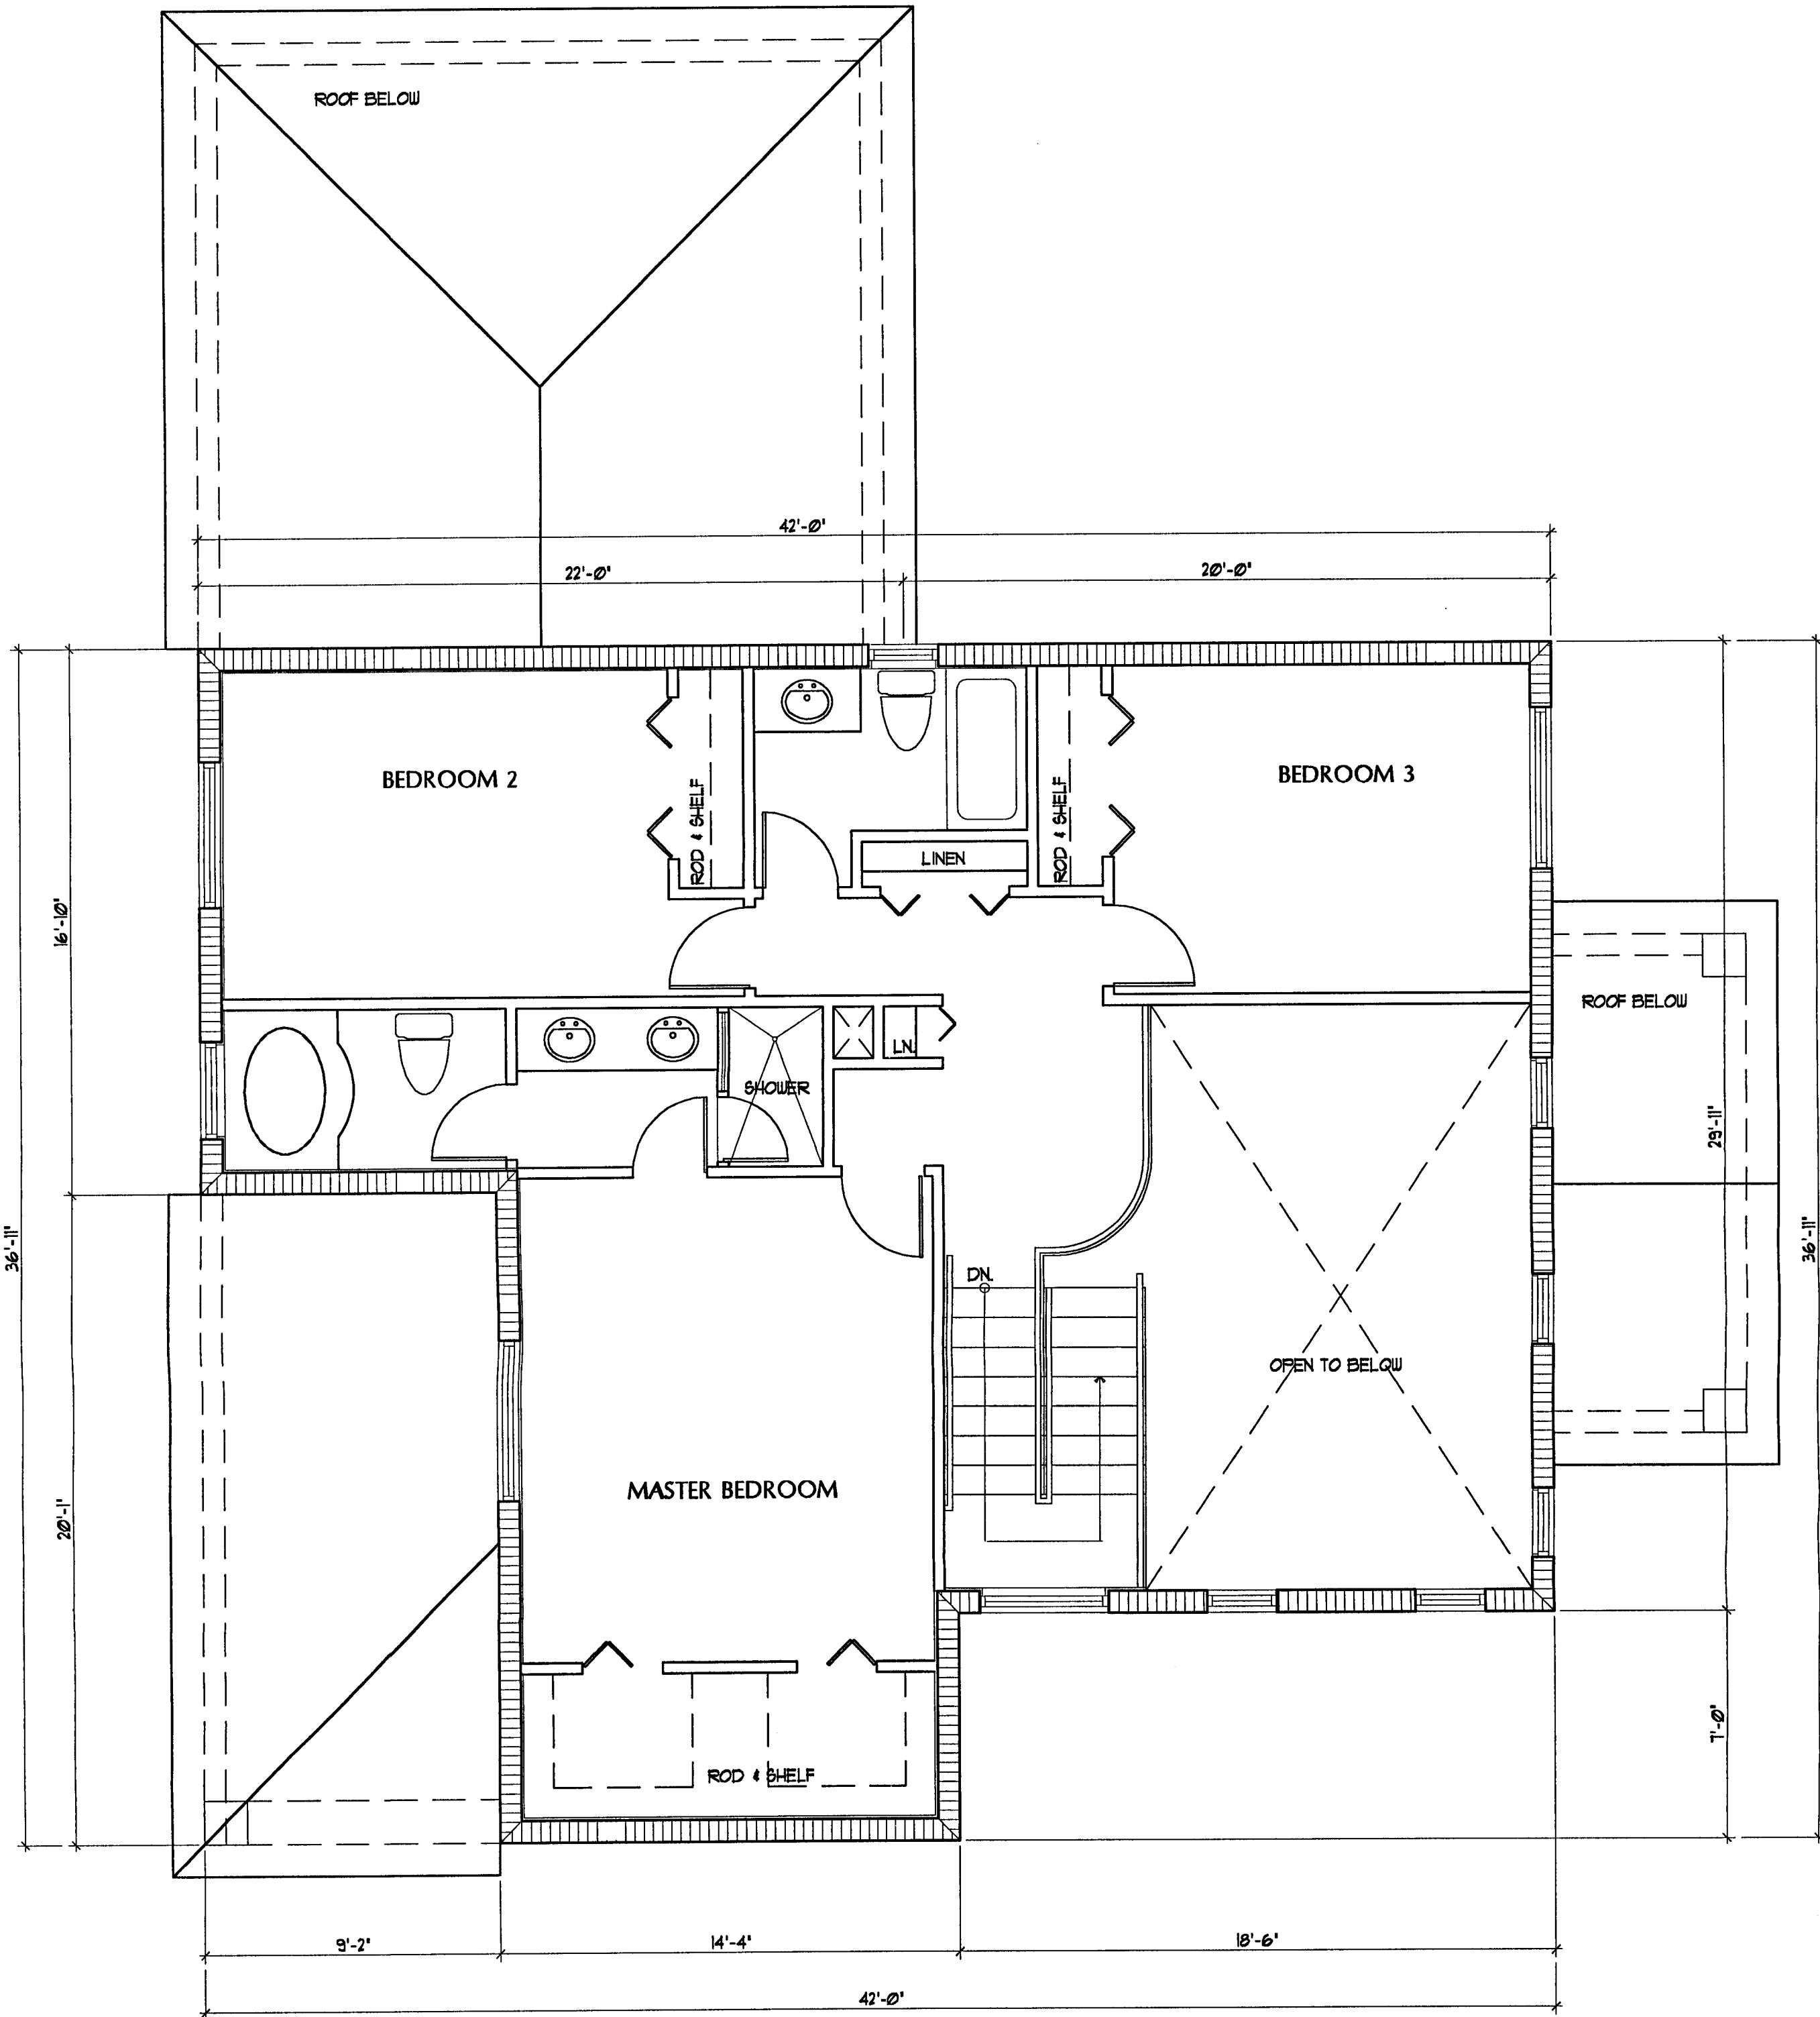 ROOF BELOW
42'-0"
22'-0"
20'-0"
BEDROOM 2
ROD & SHELF
LINEN
ROD & SHELF
BEDROOM 3
16'-10"
ROOF BELOW
LN.
SHOWER
29'-11"
36'-11"
36'-11"
DN.
OPEN TO BELOW
MASTER BEDROOM
20'-1"
7'-0"
ROD & SHELF
9'-2"
14'-4"
18'-6"
42'-0"